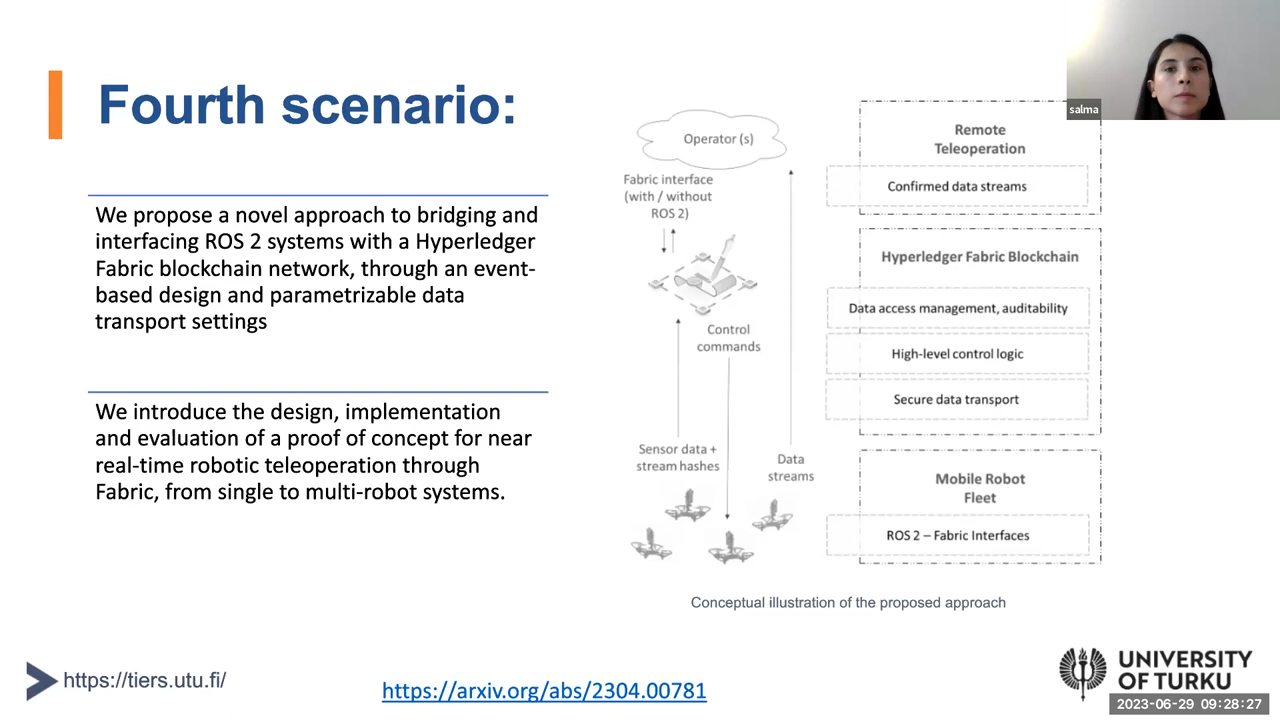 salma
Fourth scenario:
We propose a novel approach to bridging and
interfacing ROS 2 systems with a Hyperledger
Fabric blockchain network, through an event-
based design and parametrizable data
transport settings
We introduce the design, implementation
and evaluation of a proof of concept for near
real-time robotic teleoperation through
Fabric, from single to multi-robot systems.
Operator (s)
Fabric interface
(with / without
ROS 2)
Control
commands
Sensor data +
stream hashes
Data
streams
Remote
Teleoperation
Confirmed data streams
Hyperledger Fabric Blockchain
Data access management, auditability
High-level control logic
Secure data transport
Mobile Robot
Fleet
ROS 2 – Fabric Interfaces
Conceptual illustration of the proposed approach
https://tiers.utu.fi/
https://arxiv.org/abs/2304.00781
UNIVERSITY
OF TURKU
2023-06-29 09:28:27